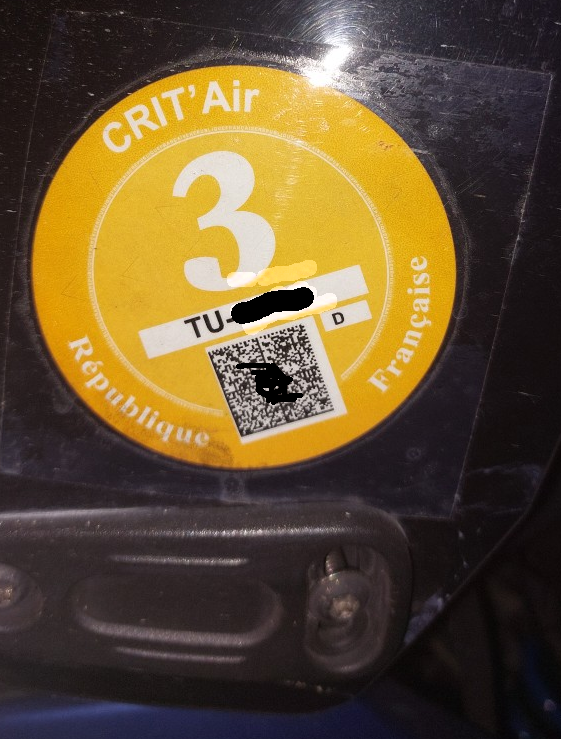 CRIT'Air
3
TU-
D
République
Française